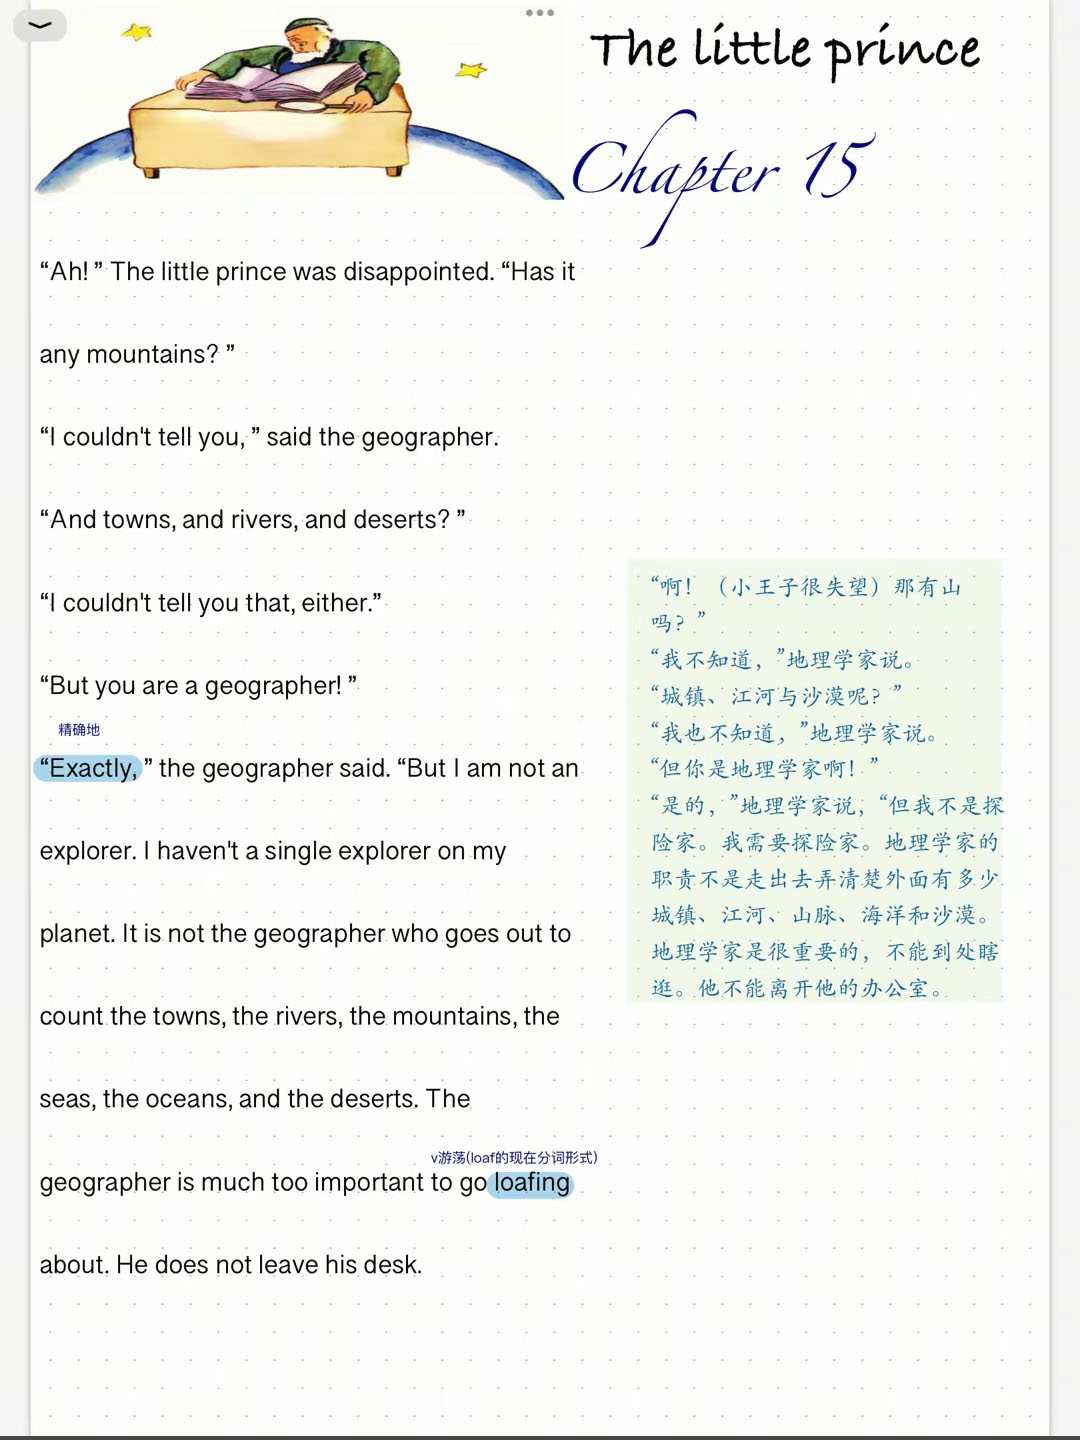 The little prince
Chapter 15
“Ah! ” The little prince was disappointed. “Has it
any mountains? ”
“I couldn't tell you, ” said the geographer.
“And towns, and rivers, and deserts? ”
“I couldn't tell you that, either.”
“But you are a geographer! ”
精确地
“Exactly, ” the geographer said. “But I am not an
explorer. I haven't a single explorer on my
planet. It is not the geographer who goes out to
count the towns, the rivers, the mountains, the
seas, the oceans, and the deserts. The
v游荡(loaf的现在分词形式)
geographer is much too important to go loafing
about. He does not leave his desk.
“啊！（小王子很失望）那有山
吗？”
“我不知道，”地理学家说。
“城镇、江河与沙漠呢？”
“我也不知道，”地理学家说。
“但你是地理学家啊！”
“是的，”地理学家说，“但我不是探
险家。我需要探险家。地理学家的
职责不是走出去弄清楚外面有多少
城镇、江河、山脉、海洋和沙漠。
地理学家是很重要的，不能到处瞎
逛。他不能离开他的办公室。